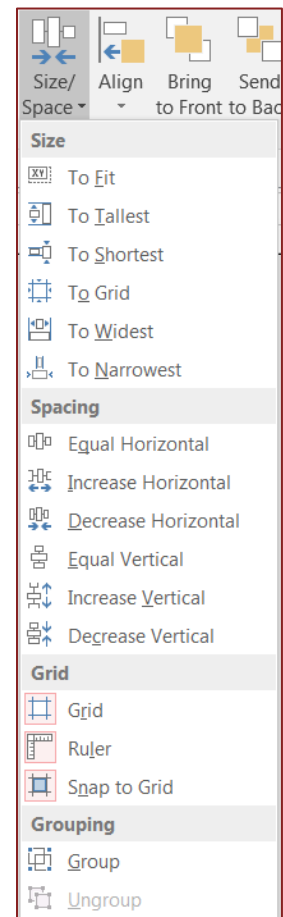 Size/ Align Bring Send
Space to Front to Bac
Size
XY To Fit
To Tallest
To Shortest
To Grid
To Widest
To Narrowest
Spacing
Equal Horizontal
Increase Horizontal
Decrease Horizontal
Equal Vertical
Increase Vertical
Decrease Vertical
Grid
Grid
Ruler
Snap to Grid
Grouping
Group
Ungroup